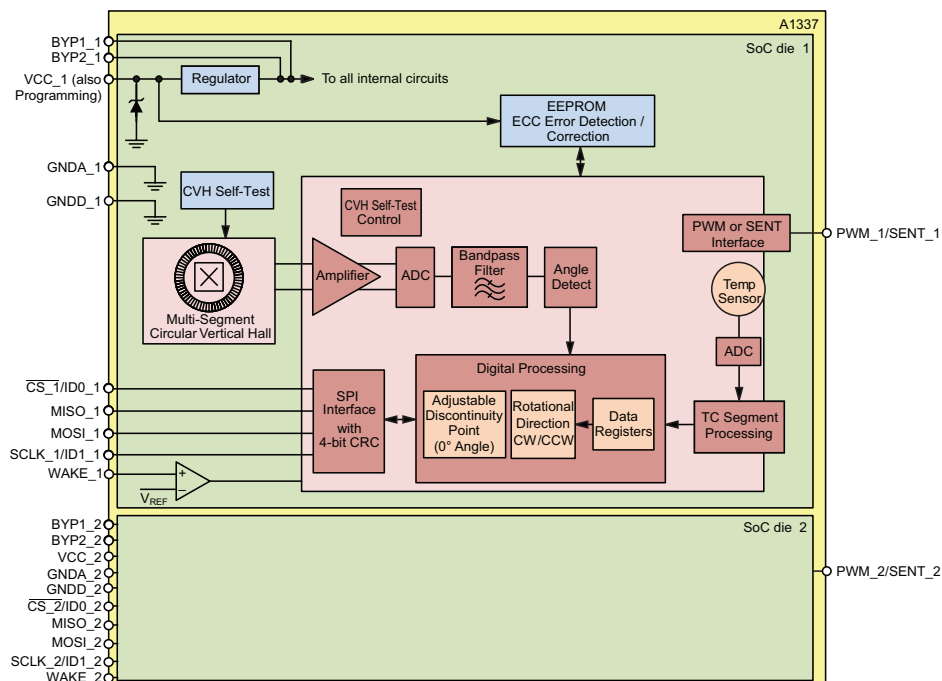 A1337
BYP1_1
BYP2_1
VCC_1 (also
Programming)
GNDA_1
GNDD_1
CS_1/ID0_1
MISO_1
MOSI_1
SCLK_1/ID1_1
WAKE_1
SoC die 1
Regulator
To all internal circuits
EEPROM
ECC Error Detection /
Correction
CVH Self-Test
Multi-Segment
Circular Vertical Hall
CVH Self-Test
Control
Amplifier
ADC
Bandpass
Filter
Angle
Detect
PWM or SENT
Interface
PWM_1/SENT_1
Temp
Sensor
ADC
TC Segment
Processing
Digital Processing
Adjustable
Discontinuity
Point
(0° Angle)
Rotational
Direction
CW/CCW
Data
Registers
SPI
Interface
with
4-bit CRC
+
–
VREF
SoC die 2
BYP1_2
BYP2_2
VCC_2
GNDA_2
GNDD_2
CS_2/ID0_2
MISO_2
MOSI_2
SCLK_2/ID1_2
WAKE_2
PWM_2/SENT_2